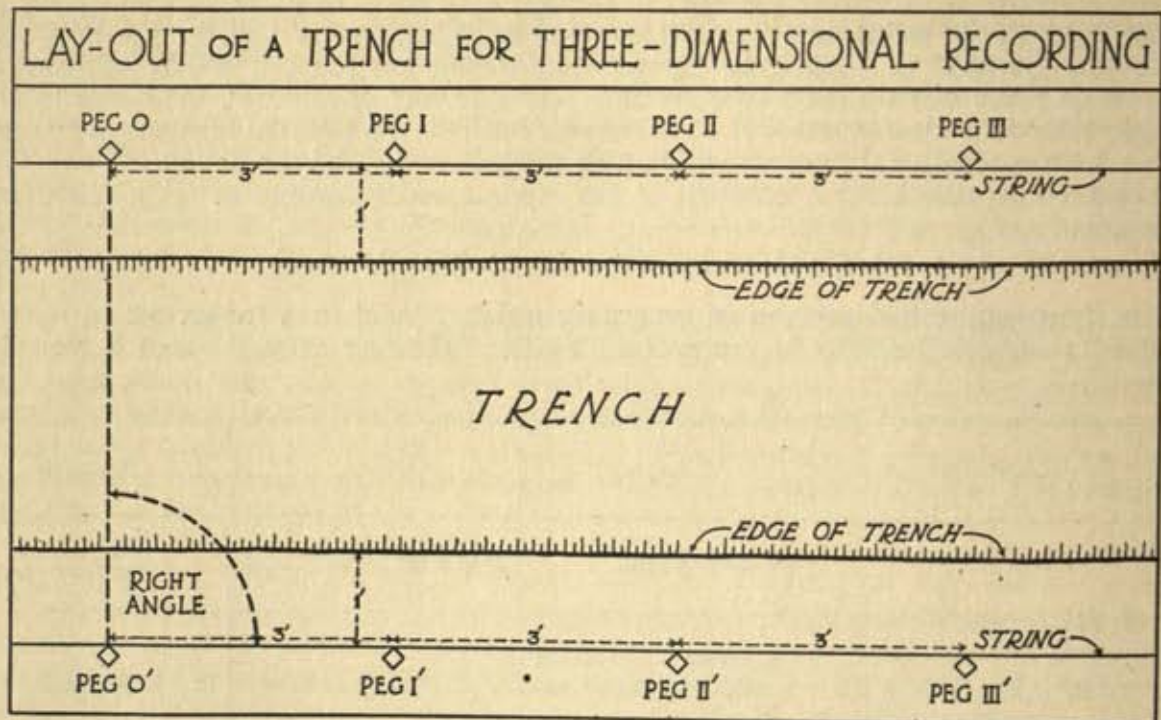 LAY-OUT OF A TRENCH FOR THREE-DIMENSIONAL RECORDING
PEG O PEG I PEG II PEG III
3' 3' 3'
STRING
1'
EDGE OF TRENCH
TRENCH
EDGE OF TRENCH
RIGHT
ANGLE
1'
3' 3' 3'
STRING
PEG O' PEG I' PEG II' PEG III'